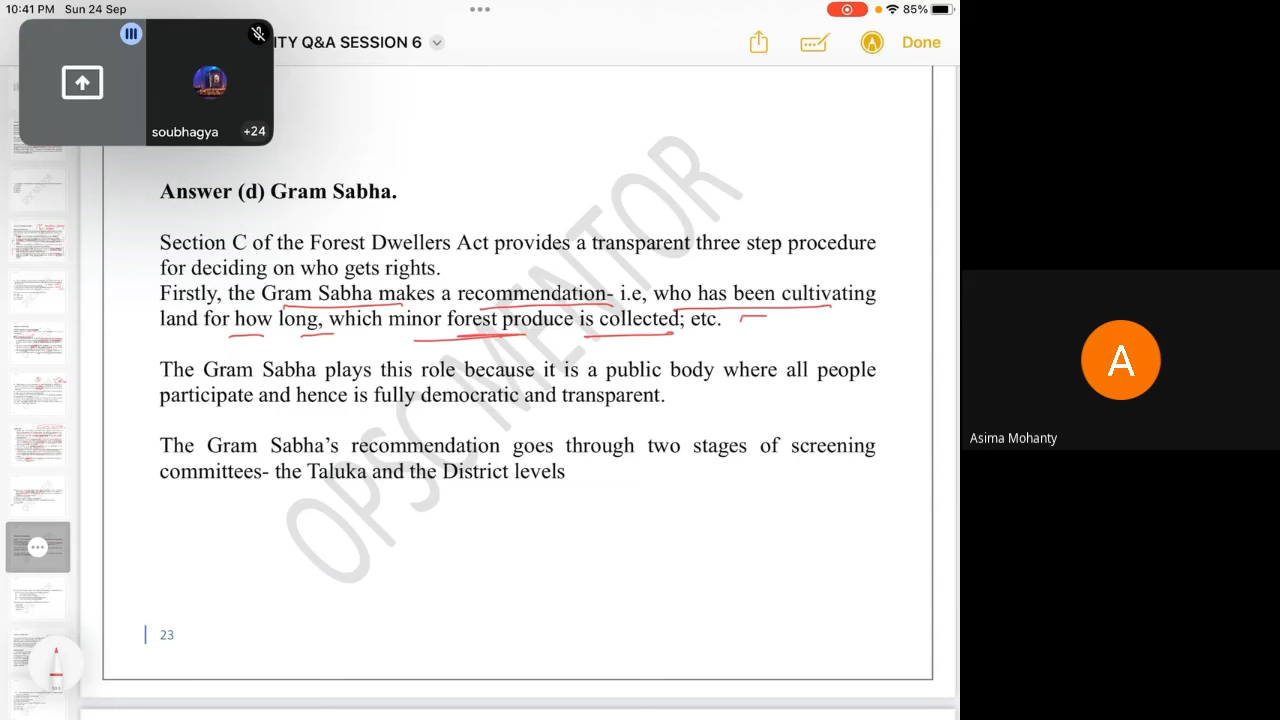 10:41 PM Sun 24 Sep
85%
ITY Q&A SESSION 6
Done
soubhagya +24
Answer (d) Gram Sabha.
Section C of the Forest Dwellers Act provides a transparent three step procedure
for deciding on who gets rights.
Firstly, the Gram Sabha makes a recommendation- i.e, who has been cultivating
land for how long, which minor forest produce is collected; etc.
The Gram Sabha plays this role because it is a public body where all people
participate and hence is fully democratic and transparent.
The Gram Sabha's recommendation goes through two stages of screening
committees- the Taluka and the District levels
OPSC MENTOR
23
A
Asima Mohanty